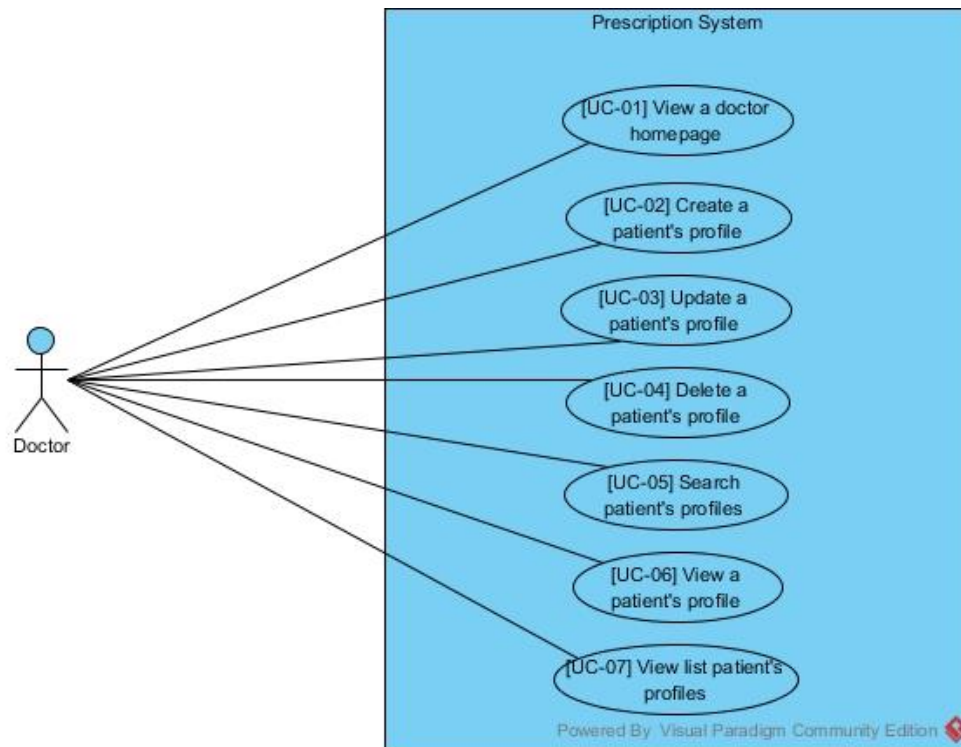 Prescription System
[UC-01] View a doctor
homepage
[UC-02] Create a
patient's profile
[UC-03] Update a
patient's profile
[UC-04] Delete a
patient's profile
Doctor
[UC-05] Search
patient's profiles
[UC-06] View a
patient's profile
[UC-07] View list patient's
profiles
Powered By Visual Paradigm Community Edition